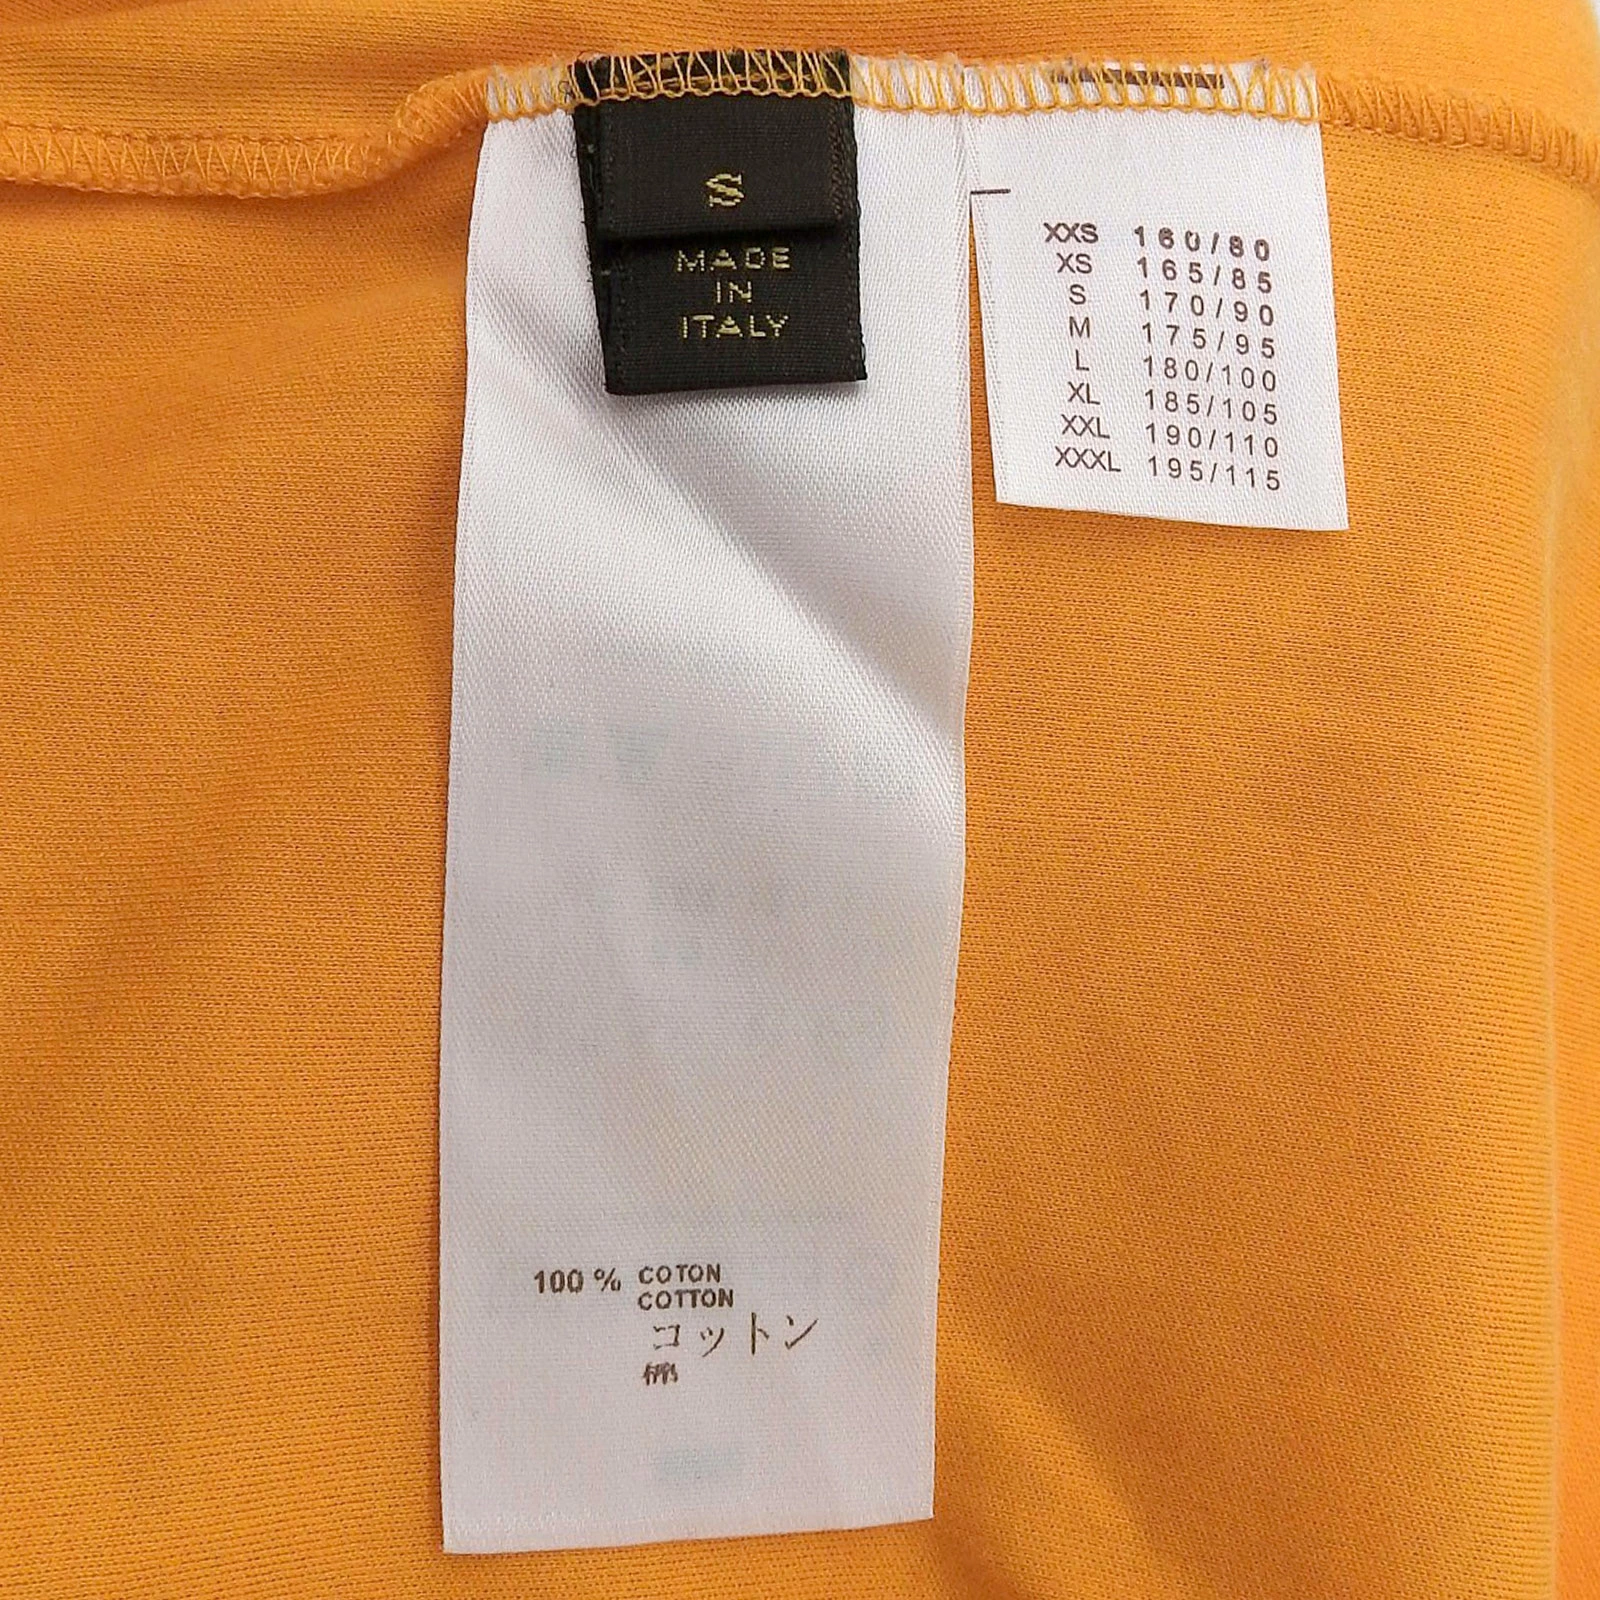 S
MADE
IN
ITALY
XXS 160/80
XS 165/85
S 170/90
M 175/95
L 180/100
XL 185/105
XXL 190/110
XXXL 195/115
100 % COTON
COTTON
コットン
棉